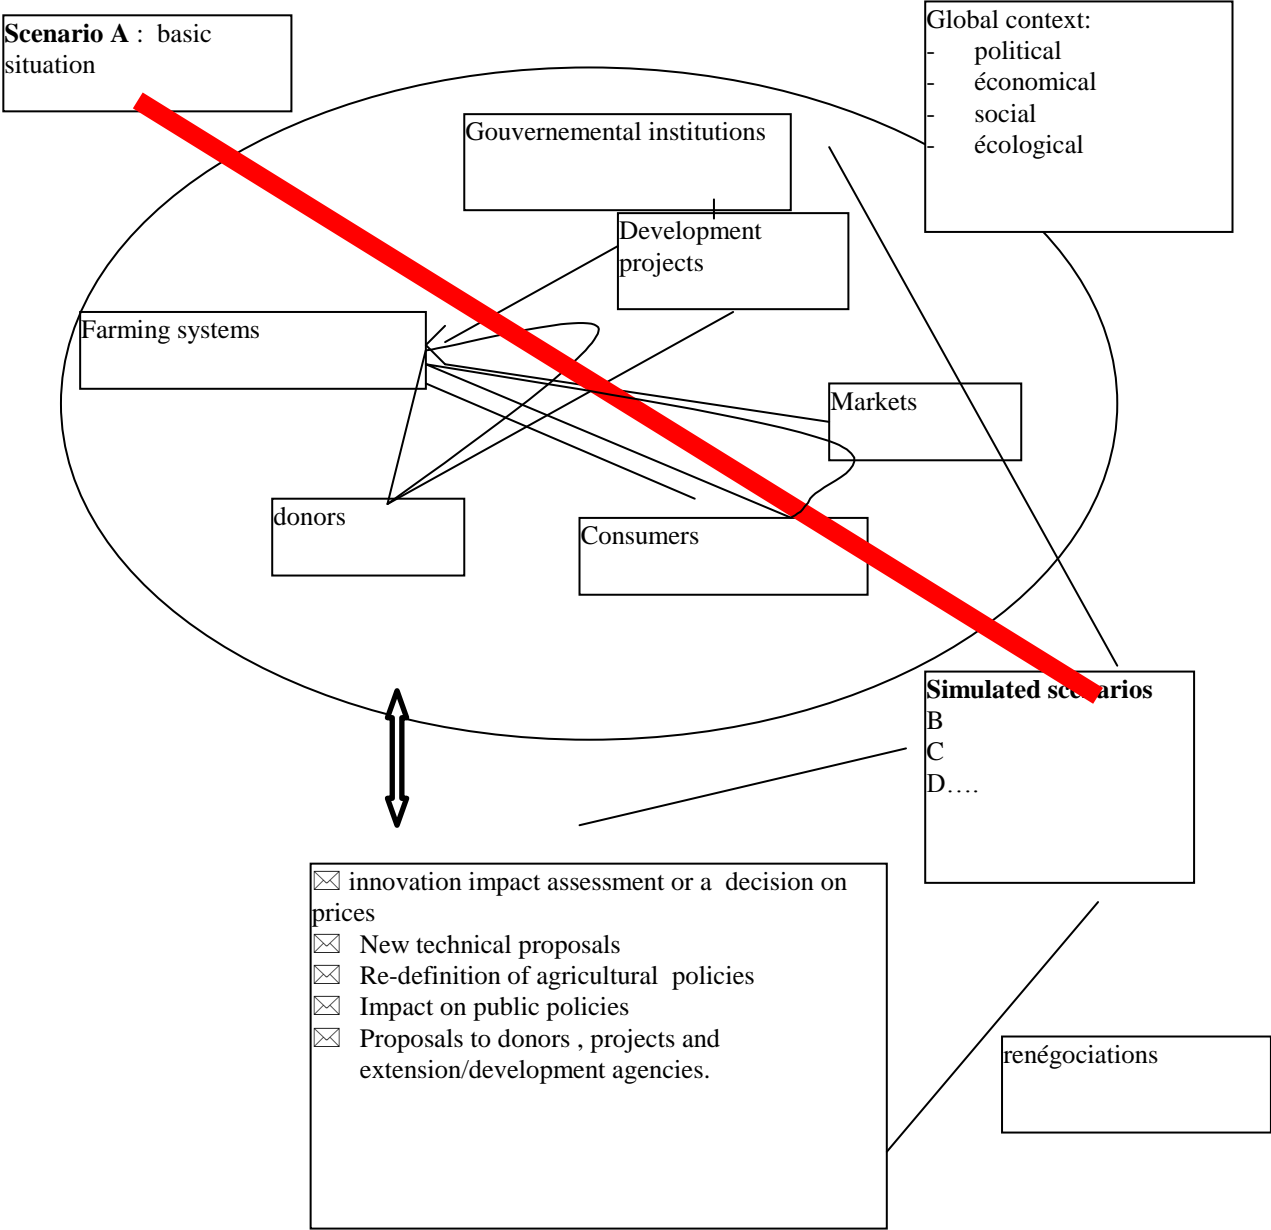 Scenario A :  basic
situation
Global context:
-     political
-     économical
-     social
-     écological
Gouvernemental institutions
Development
projects
Farming systems
Markets
donors
Consumers
Simulated scenarios
B
C
D….
innovation impact assessment or a  decision on
prices
New technical proposals
Re-definition of agricultural  policies
Impact on public policies
Proposals to donors , projects and
extension/development agencies.
renégociations